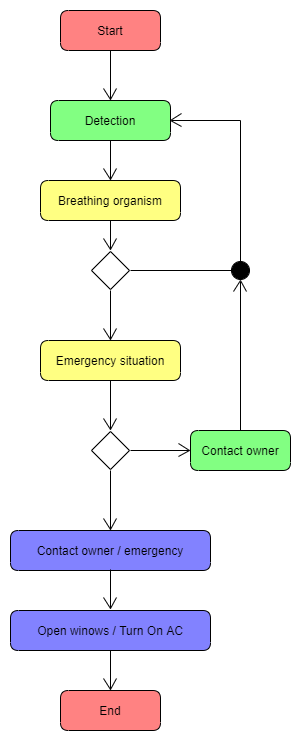 Start
Detection
Breathing organism
Emergency situation
Contact owner
Contact owner / emergency
Open winows / Turn On AC
End